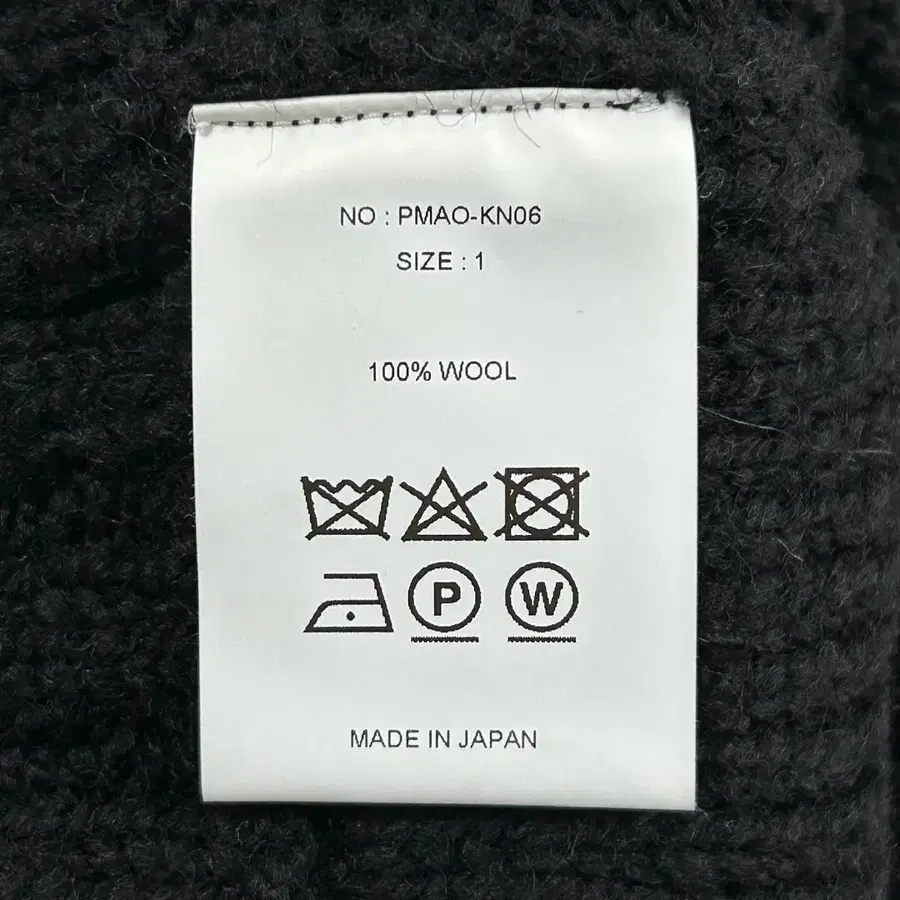 NO : PMAO-KN06
SIZE : 1
100% WOOL
P W
MADE IN JAPAN